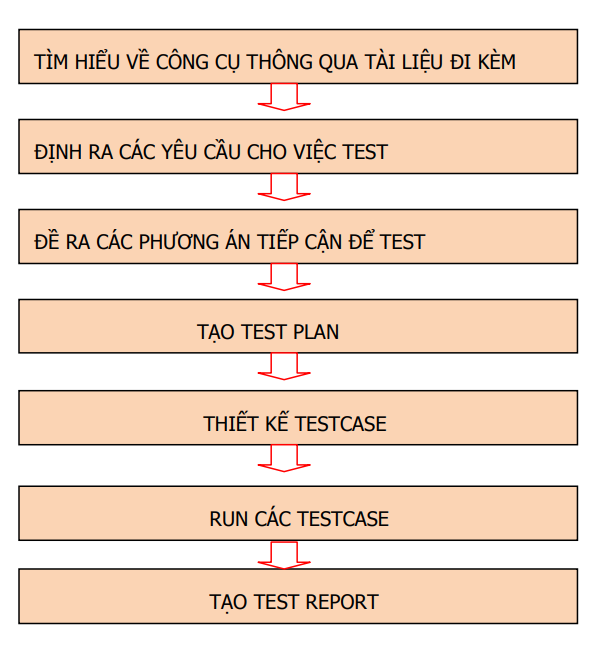 TÌM HIỂU VỀ CÔNG CỤ THÔNG QUA TÀI LIỆU ĐI KÈM
ĐỊNH RA CÁC YÊU CẦU CHO VIỆC TEST
ĐỀ RA CÁC PHƯƠNG ÁN TIẾP CẬN ĐỂ TEST
TẠO TEST PLAN
THIẾT KẾ TESTCASE
RUN CÁC TESTCASE
TẠO TEST REPORT